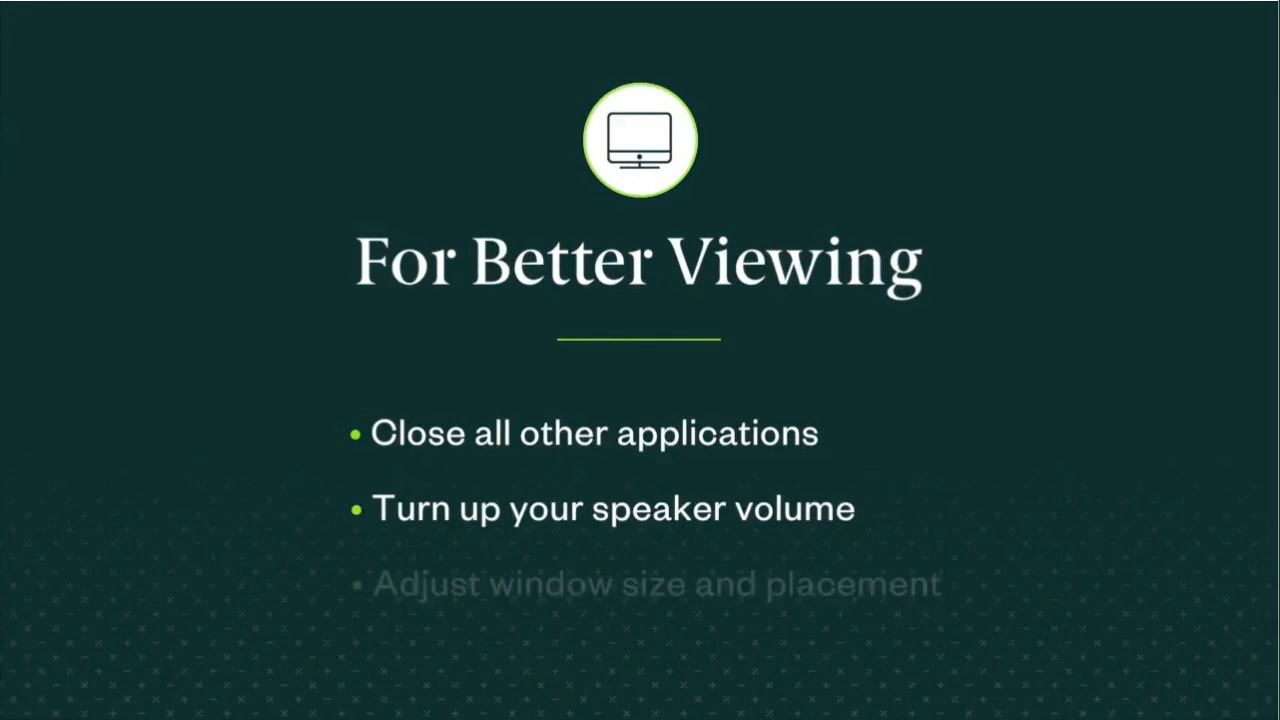 For Better Viewing
• Close all other applications
• Turn up your speaker volume
• Adjust window size and placement